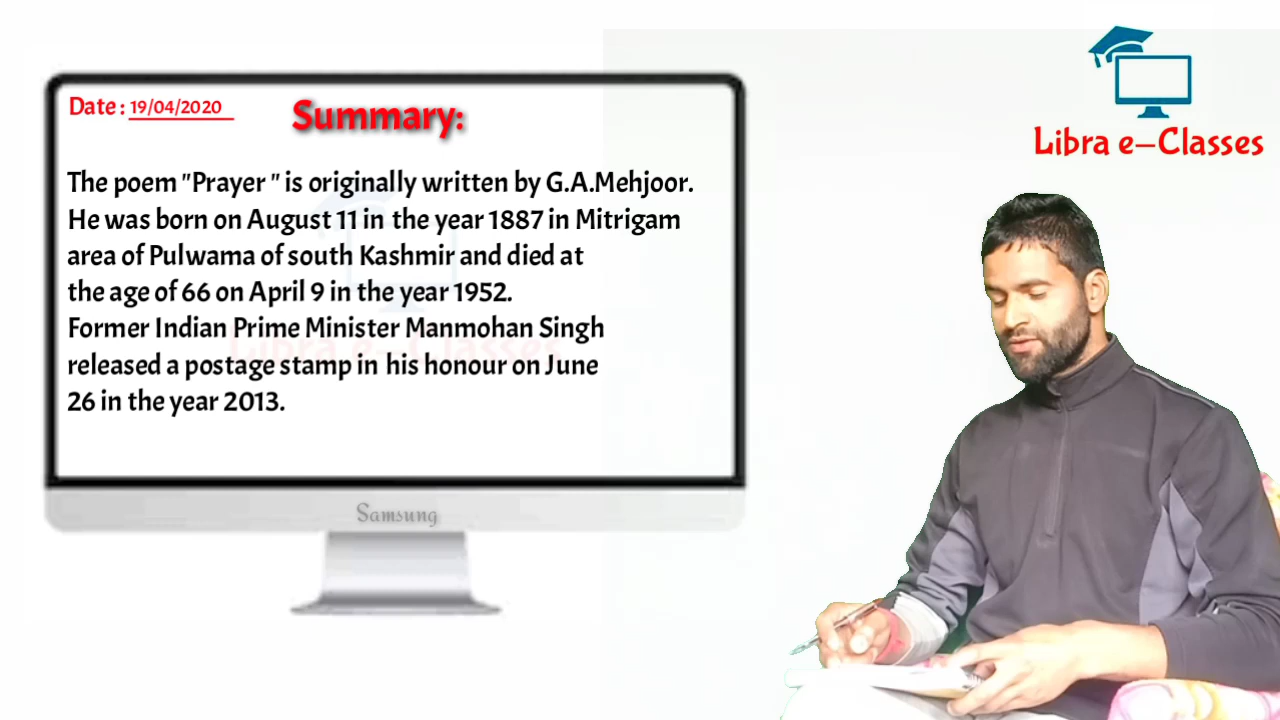 Date : 19/04/2020
Summary:
The poem "Prayer " is originally written by G.A.Mehjoor.
He was born on August 11 in the year 1887 in Mitrigam
area of Pulwama of south Kashmir and died at
the age of 66 on April 9 in the year 1952.
Former Indian Prime Minister Manmohan Singh
released a postage stamp in his honour on June
26 in the year 2013.
Libra e-Classes
Samsung
Libra e-Classes